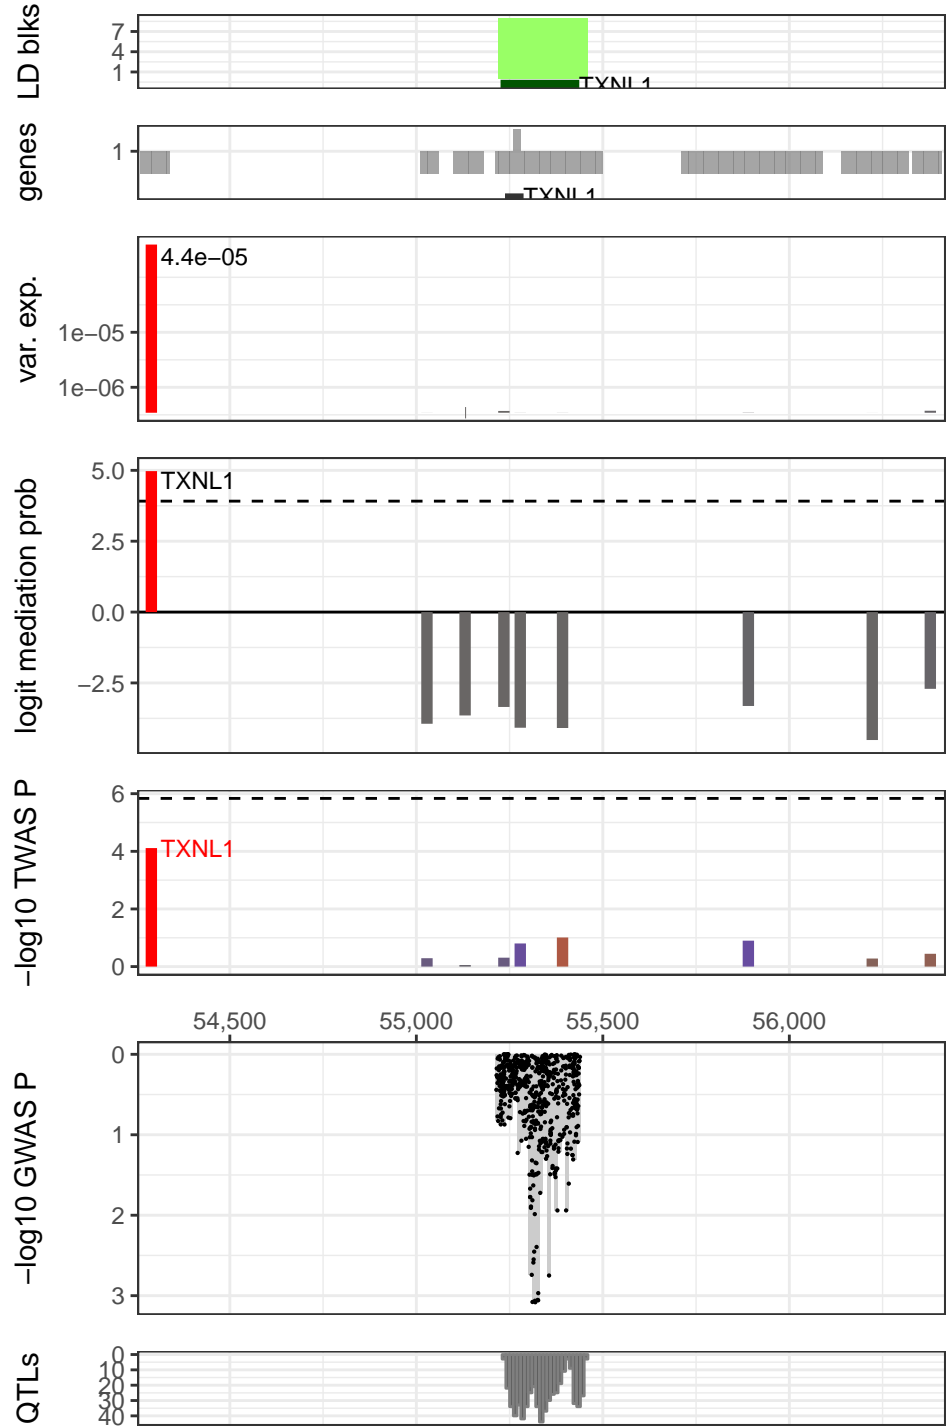 LD blks
7
4
1
TXNL1
genes
1
TXNL1
var. exp.
4.4e−05
1e−05
1e−06
logit mediation prob
5.0
TXNL1
2.5
0.0
−2.5
−log10 TWAS P
6
4
TXNL1
2
0
54,500 55,000 55,500 56,000
−log10 GWAS P
0
1
2
3
QTLs
0
10
20
30
40